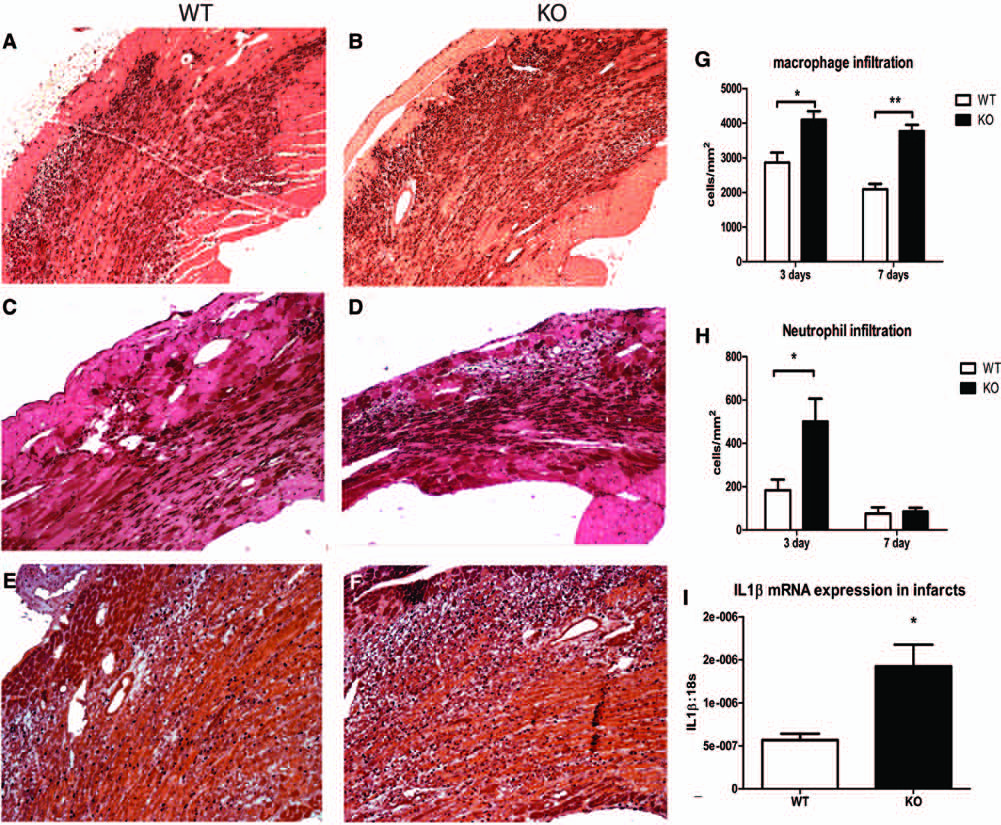 WT KO
A
B
C
D
E
F
G
macrophage infiltration
5000
4000
3000
2000
1000
0
cells/mm²
*
**
WT
KO
3 days 7 days
H
Neutrophil infiltration
800
600
400
200
0
cells/mm²
*
WT
KO
3 day 7 day
I
IL1β mRNA expression in infarcts
2e-006
2e-006
1e-006
5e-007
0
IL1β:18s
*
WT KO